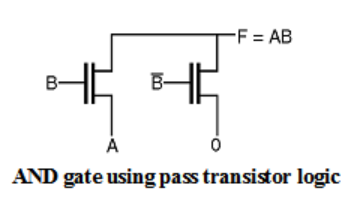 F = AB
B
B̅
A
0
AND gate using pass transistor logic